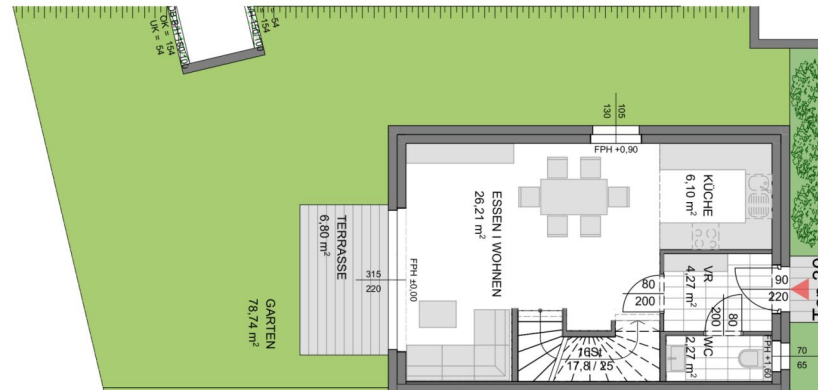 OK = 154
UK = 54
= 154
= 54
130
105
FPH +0,90
KÜCHE
6,10 m²
ESSEN I WOHNEN
26,21 m²
TERRASSE
6,80 m²
315
220
FPH ±0,00
GARTEN
78,74 m²
VR
4,27 m²
80
200
90
220
80
200
WC
2,27 m²
FPH +1,60
70
65
16St
17,8 / 25